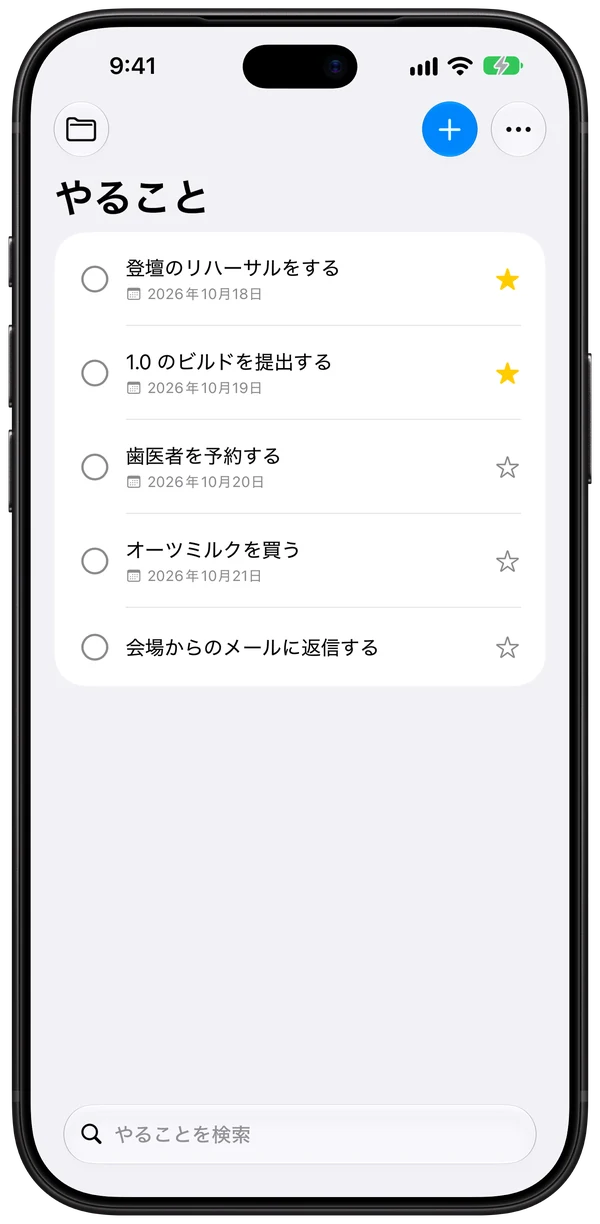 9:41
やること
登壇のリハーサルをする
2026年10月18日
1.0 のビルドを提出する
2026年10月19日
歯医者を予約する
2026年10月20日
オーツミルクを買う
2026年10月21日
会場からのメールに返信する
やることを検索